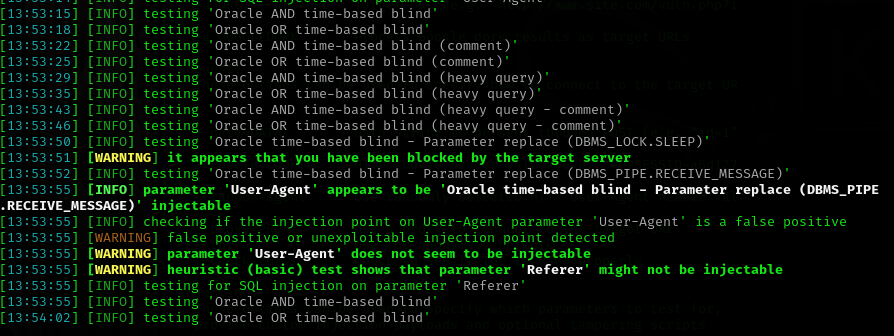 [13:53:14] [INFO] testing for SQL injection on parameter 'User-Agent'
[13:53:15] [INFO] testing 'Oracle AND time-based blind'
[13:53:18] [INFO] testing 'Oracle OR time-based blind'
[13:53:22] [INFO] testing 'Oracle AND time-based blind (comment)'
[13:53:25] [INFO] testing 'Oracle OR time-based blind (comment)'
[13:53:29] [INFO] testing 'Oracle AND time-based blind (heavy query)'
[13:53:35] [INFO] testing 'Oracle OR time-based blind (heavy query)'
[13:53:43] [INFO] testing 'Oracle AND time-based blind (heavy query - comment)'
[13:53:46] [INFO] testing 'Oracle OR time-based blind (heavy query - comment)'
[13:53:50] [INFO] testing 'Oracle time-based blind - Parameter replace (DBMS_LOCK.SLEEP)'
[13:53:51] [WARNING] it appears that you have been blocked by the target server
[13:53:52] [INFO] testing 'Oracle time-based blind - Parameter replace (DBMS_PIPE.RECEIVE_MESSAGE)'
[13:53:55] [INFO] parameter 'User-Agent' appears to be 'Oracle time-based blind - Parameter replace (DBMS_PIPE
.RECEIVE_MESSAGE)' injectable
[13:53:55] [INFO] checking if the injection point on User-Agent parameter 'User-Agent' is a false positive
[13:53:55] [WARNING] false positive or unexploitable injection point detected
[13:53:55] [WARNING] parameter 'User-Agent' does not seem to be injectable
[13:53:55] [WARNING] heuristic (basic) test shows that parameter 'Referer' might not be injectable
[13:53:55] [INFO] testing for SQL injection on parameter 'Referer'
[13:53:55] [INFO] testing 'Oracle AND time-based blind'
[13:54:02] [INFO] testing 'Oracle OR time-based blind'